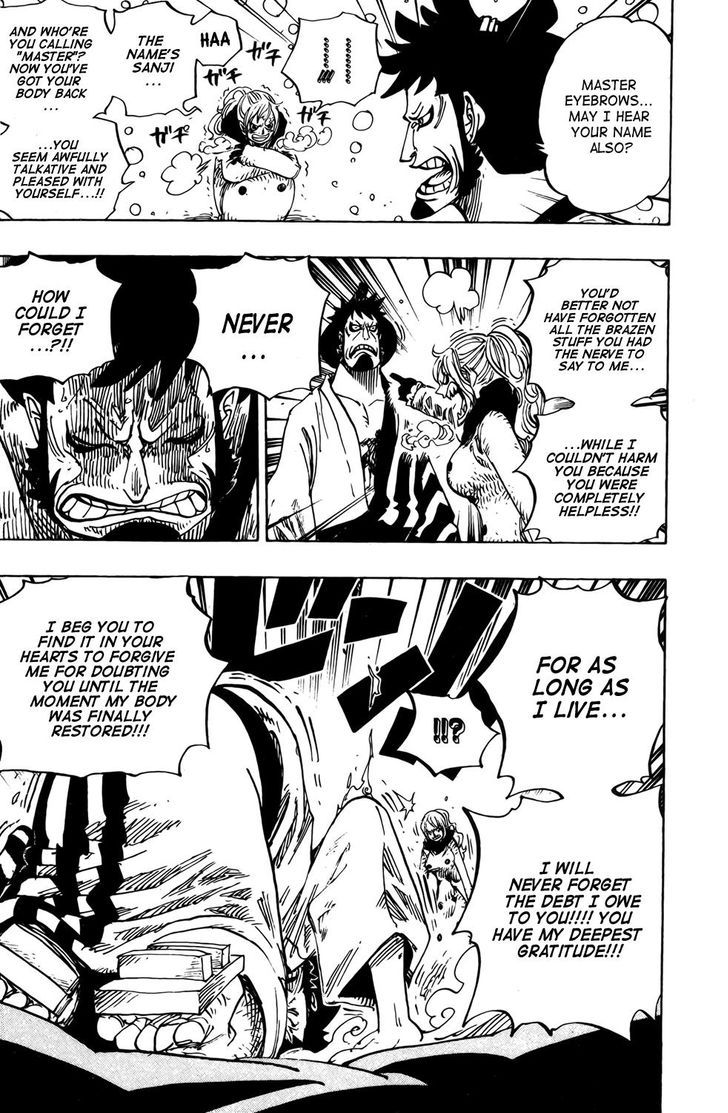 MASTER
EYEBROWS...
MAY I HEAR
YOUR NAME
ALSO?
!!!
HAA
ガチ
ガチ
ガチ
ガチ
THE
NAME'S
SANJI
...
AND WHO'RE
YOU CALLING
"MASTER"?
NOW YOU'VE
GOT YOUR
BODY BACK
...
...YOU
SEEM AWFULLY
TALKATIVE AND
PLEASED WITH
YOURSELF...!!
YOU'D
BETTER NOT
HAVE FORGOTTEN
ALL THE BRAZEN
STUFF YOU HAD
THE NERVE TO
SAY TO ME...
...WHILE I
COULDN'T HARM
YOU BECAUSE
YOU WERE
COMPLETELY
HELPLESS!!
NEVER
...
HOW
COULD I
FORGET
...?!!
FOR AS
LONG AS
I LIVE...
!!?
I BEG YOU TO
FIND IT IN YOUR
HEARTS TO FORGIVE
ME FOR DOUBTING
YOU UNTIL THE
MOMENT MY BODY
WAS FINALLY
RESTORED!!!
I WILL
NEVER FORGET
THE DEBT I OWE
TO YOU!!!! YOU
HAVE MY DEEPEST
GRATITUDE!!!